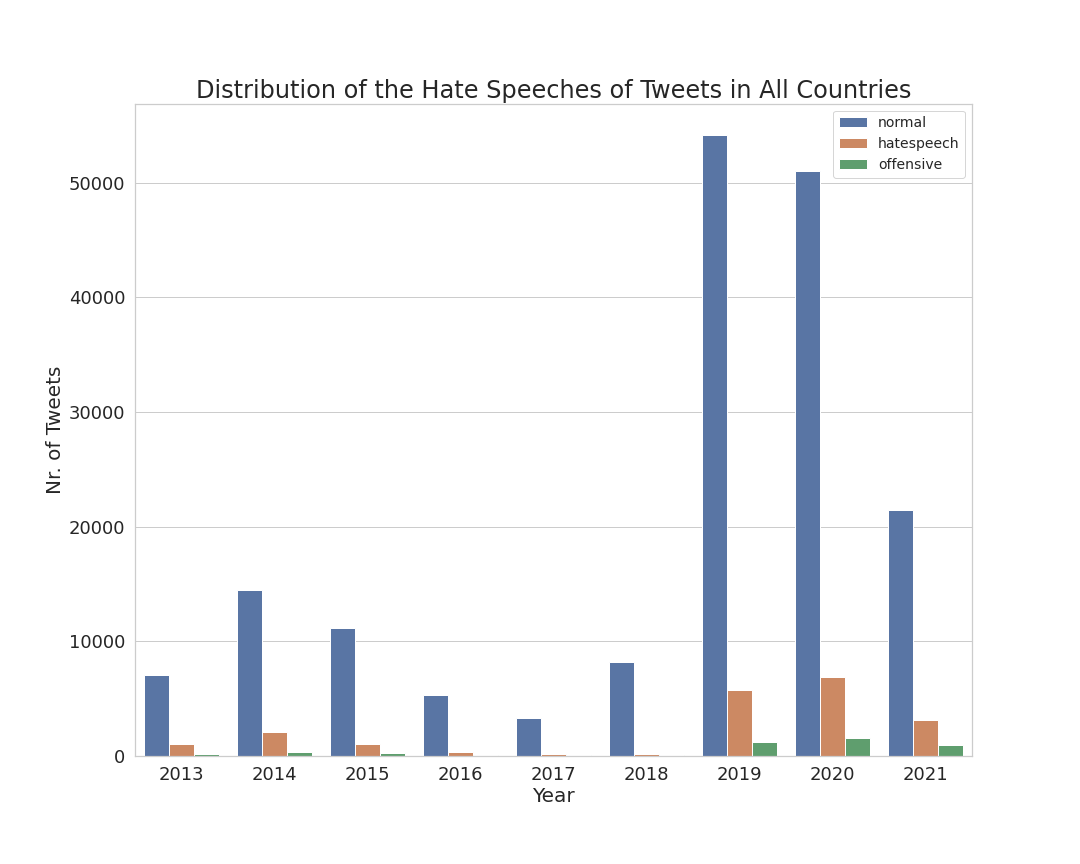 Distribution of the Hate Speeches of Tweets in All Countries
normal
hatespeech
offensive
50000
40000
30000
20000
10000
0
Nr. of Tweets
2013 2014 2015 2016 2017 2018 2019 2020 2021
Year